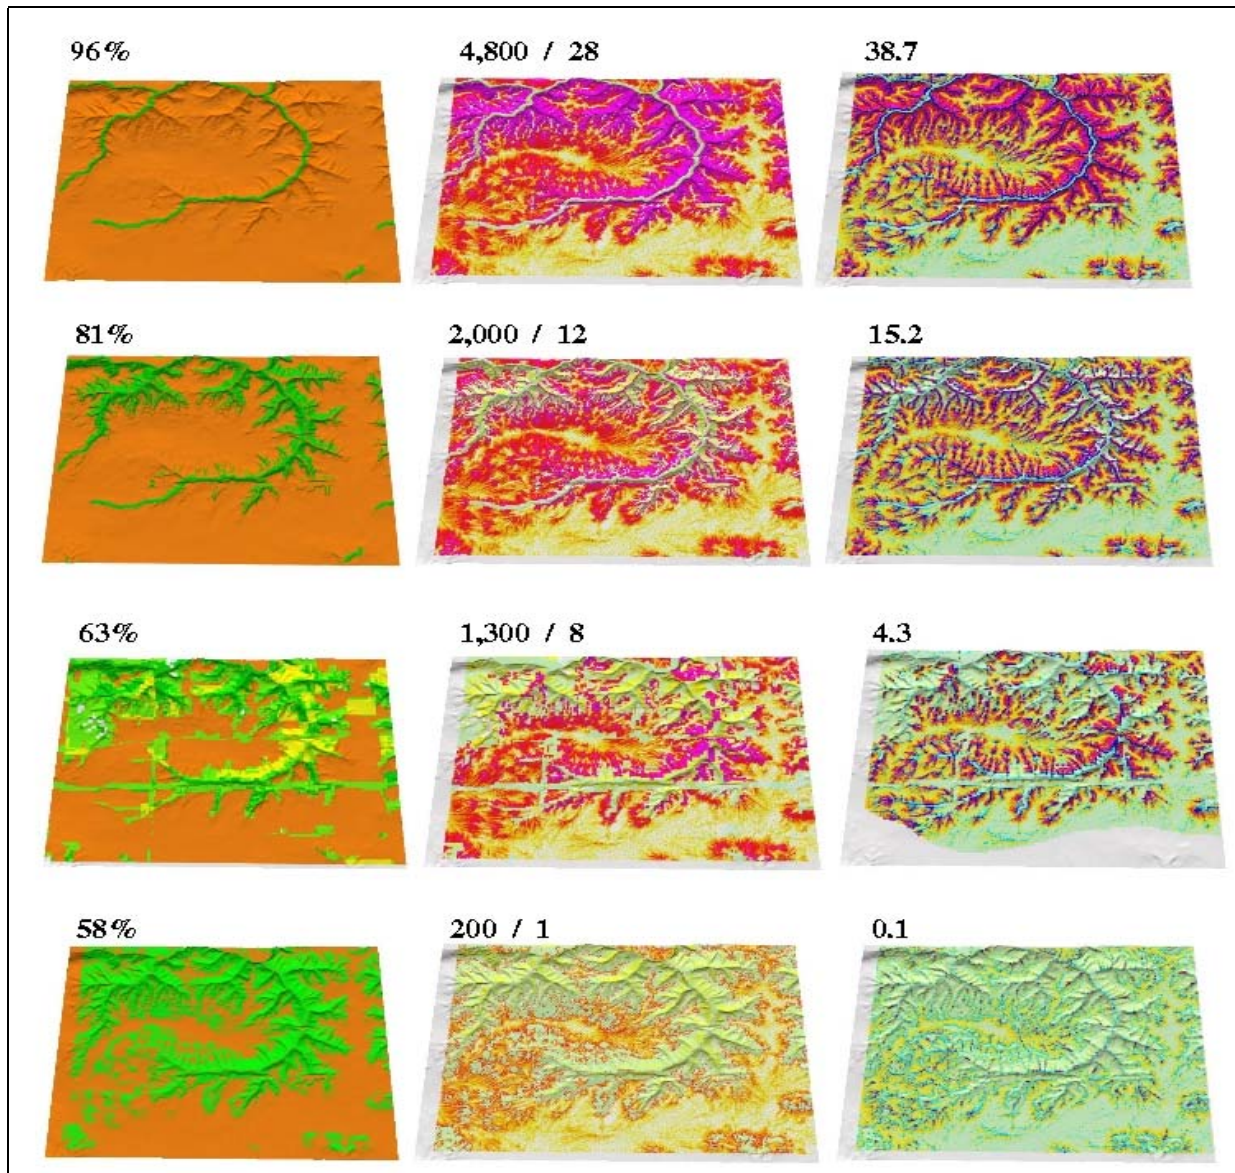 96% 4,800 / 28 38.7
81% 2,000 / 12 15.2
63% 1,300 / 8 4.3
58% 200 / 1 0.1